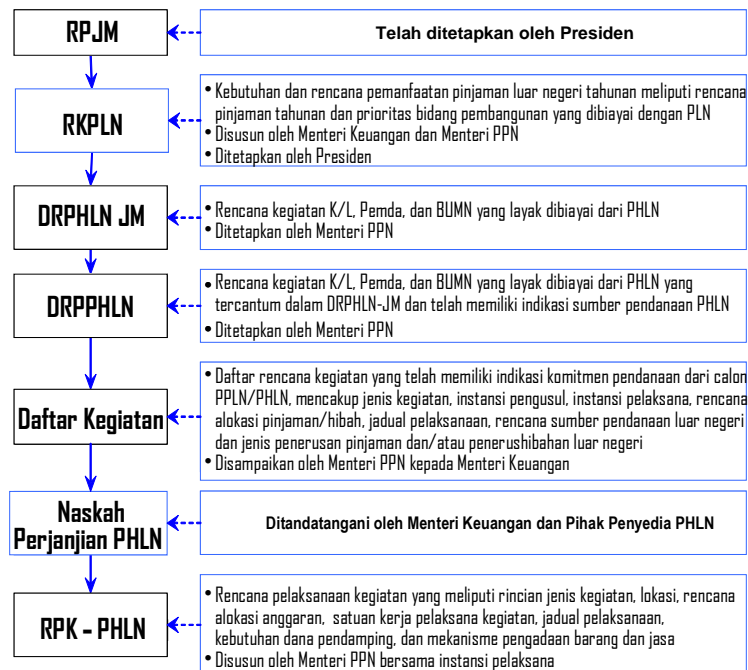 RPJM
Telah ditetapkan oleh Presiden
RKPLN
• Kebutuhan dan rencana pemanfaatan pinjaman luar negeri tahunan meliputi rencana
pinjaman tahunan dan prioritas bidang pembangunan yang dibiayai dengan PLN
• Disusun oleh Menteri Keuangan dan Menteri PPN
• Ditetapkan oleh Presiden
DRPHLN JM
• Rencana kegiatan K/L, Pemda, dan BUMN yang layak dibiayai dari PHLN
• Ditetapkan oleh Menteri PPN
DRPPHLN
• Rencana kegiatan K/L, Pemda, dan BUMN yang layak dibiayai dari PHLN yang
tercantum dalam DRPHLN-JM dan telah memiliki indikasi sumber pendanaan PHLN
• Ditetapkan oleh Menteri PPN
Daftar Kegiatan
• Daftar rencana kegiatan yang telah memiliki indikasi komitmen pendanaan dari calon
PPLN/PHLN, mencakup jenis kegiatan, instansi pengusul, instansi pelaksana, rencana
alokasi pinjaman/hibah, jadual pelaksanaan, rencana sumber pendanaan luar negeri
dan jenis penerusan pinjaman dan/atau penerushibahan luar negeri
• Disampaikan oleh Menteri PPN kepada Menteri Keuangan
Naskah
Perjanjian PHLN
Ditandatangani oleh Menteri Keuangan dan Pihak Penyedia PHLN
RPK - PHLN
• Rencana pelaksanaan kegiatan yang meliputi rincian jenis kegiatan, lokasi, rencana
alokasi anggaran, satuan kerja pelaksana kegiatan, jadual pelaksanaan,
kebutuhan dana pendamping, dan mekanisme pengadaan barang dan jasa
• Disusun oleh Menteri PPN bersama instansi pelaksana